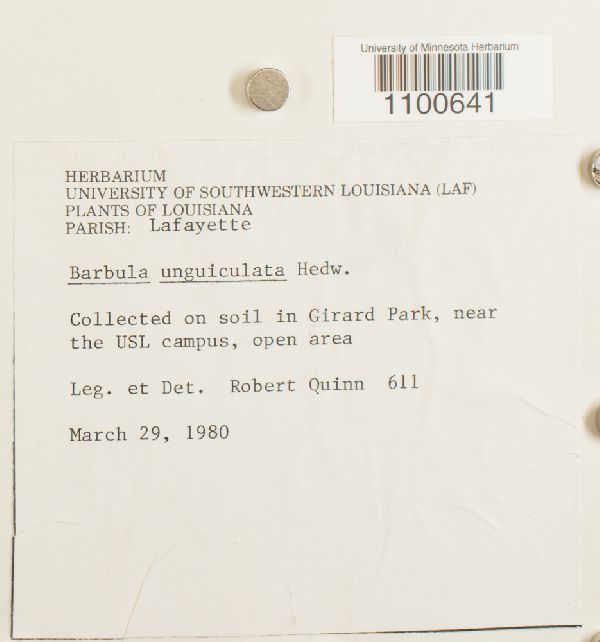 University of Minnesota Herbarium
1100641
HERBARIUM
UNIVERSITY OF SOUTHWESTERN LOUISIANA (LAF)
PLANTS OF LOUISIANA
PARISH: Lafayette
Barbula unguiculata Hedw.
Collected on soil in Girard Park, near
the USL campus, open area
Leg. et Det. Robert Quinn 611
March 29, 1980